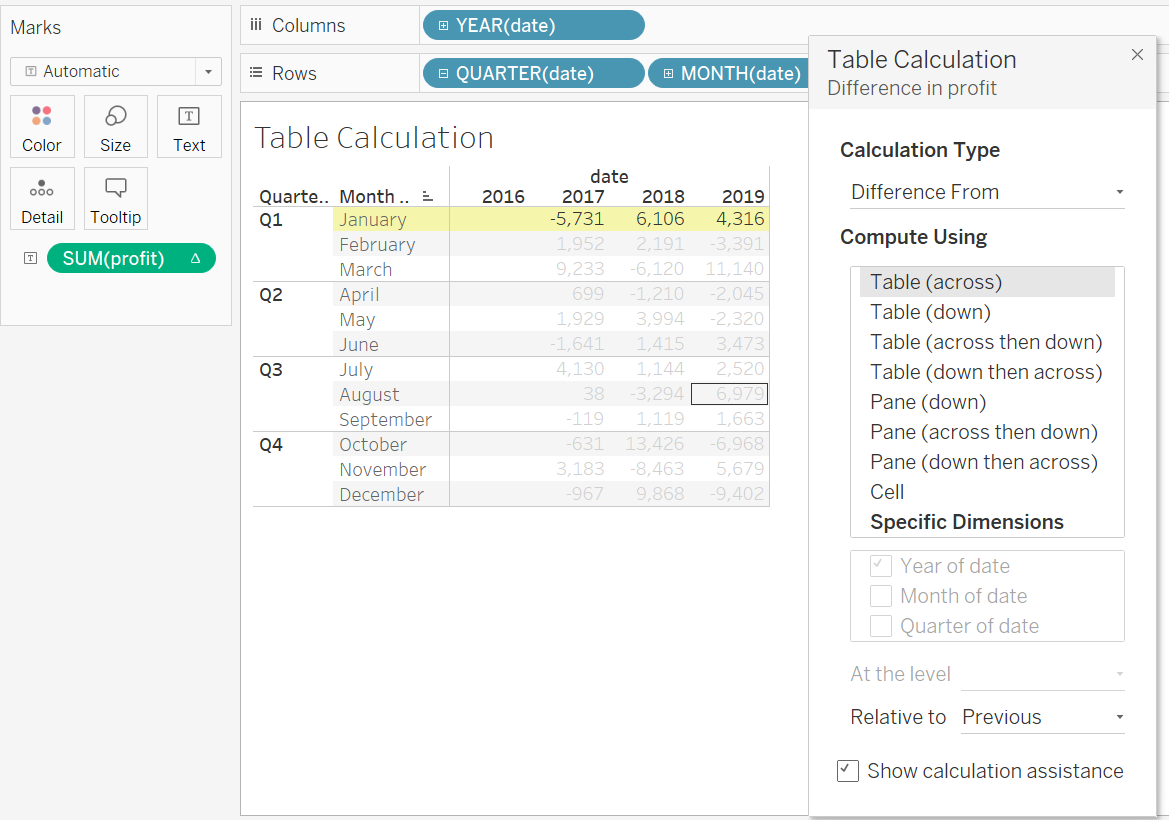 Marks
Automatic
Color Size Text
Detail Tooltip
SUM(profit) Δ
Columns YEAR(date)
Rows QUARTER(date) MONTH(date)
Table Calculation
date
Quarte.. Month .. 2016 2017 2018 2019
Q1 January -5,731 6,106 4,316
February 1,952 2,191 -3,391
March 9,233 -6,120 11,140
Q2 April 699 -1,210 -2,045
May 1,929 3,994 -2,320
June -1,641 1,415 3,473
Q3 July 4,130 1,144 2,520
August 38 -3,294 6,979
September -119 1,119 1,663
Q4 October -631 13,426 -6,968
November 3,183 -8,463 5,679
December -967 9,868 -9,402
Table Calculation
Difference in profit
Calculation Type
Difference From
Compute Using
Table (across)
Table (down)
Table (across then down)
Table (down then across)
Pane (down)
Pane (across then down)
Pane (down then across)
Cell
Specific Dimensions
Year of date
Month of date
Quarter of date
At the level
Relative to Previous
Show calculation assistance